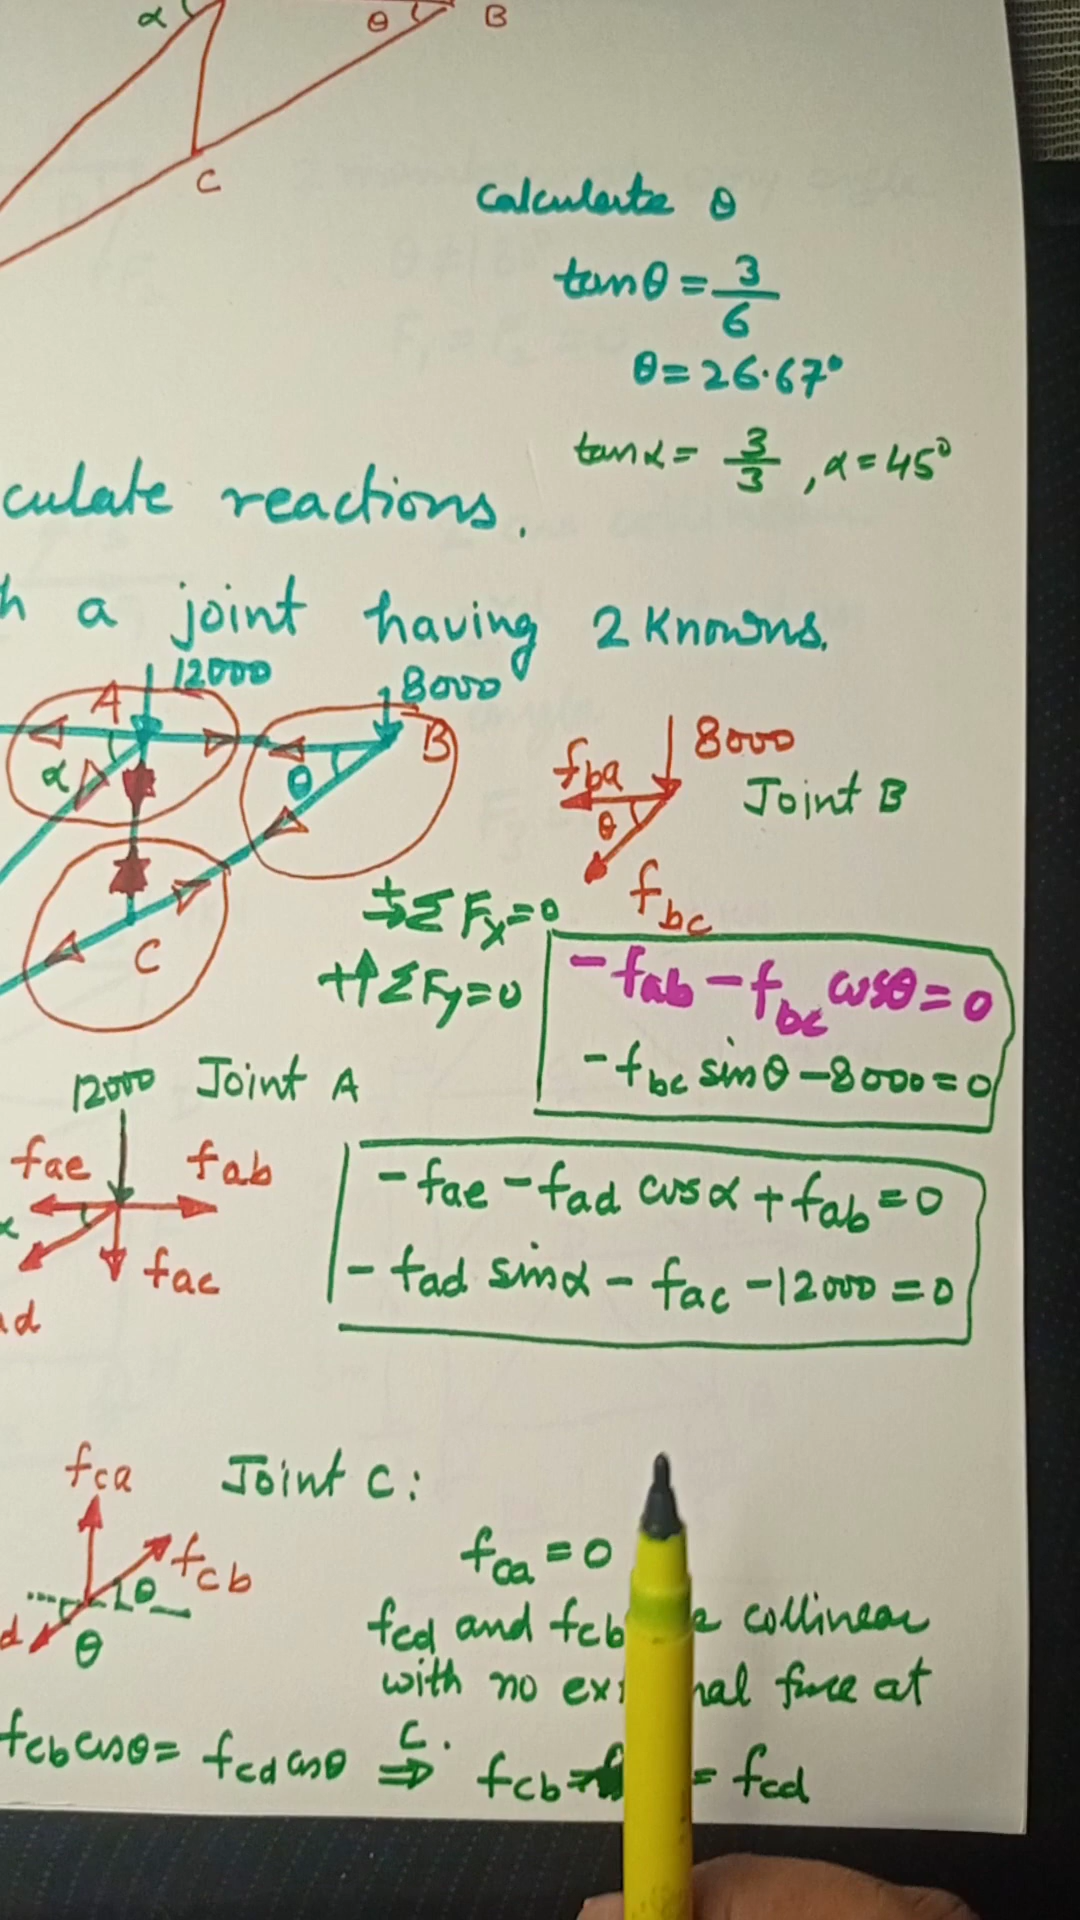 α θ B
C
Calculate θ
tanθ = 3/6
θ = 26.67°
tanα = 3/3 , α = 45°
culate reactions.
h a joint having 2 Knowns.
12000 8000
A B
α θ
C
8000
fba Joint B
θ
fbc
+→ΣFx=0
+↑ΣFy=0
-fab - fbc cosθ = 0
-fbc sinθ - 8000 = 0
12000 Joint A
fae fab
fac
d
-fae - fad cosα + fab = 0
-fad sinα - fac - 12000 = 0
fca Joint C:
fcb
θ
d θ
fca = 0
fcd and fcb collinear
with no force at
C.
fcb cosθ = fcd cosθ ⇒ fcb = fcd